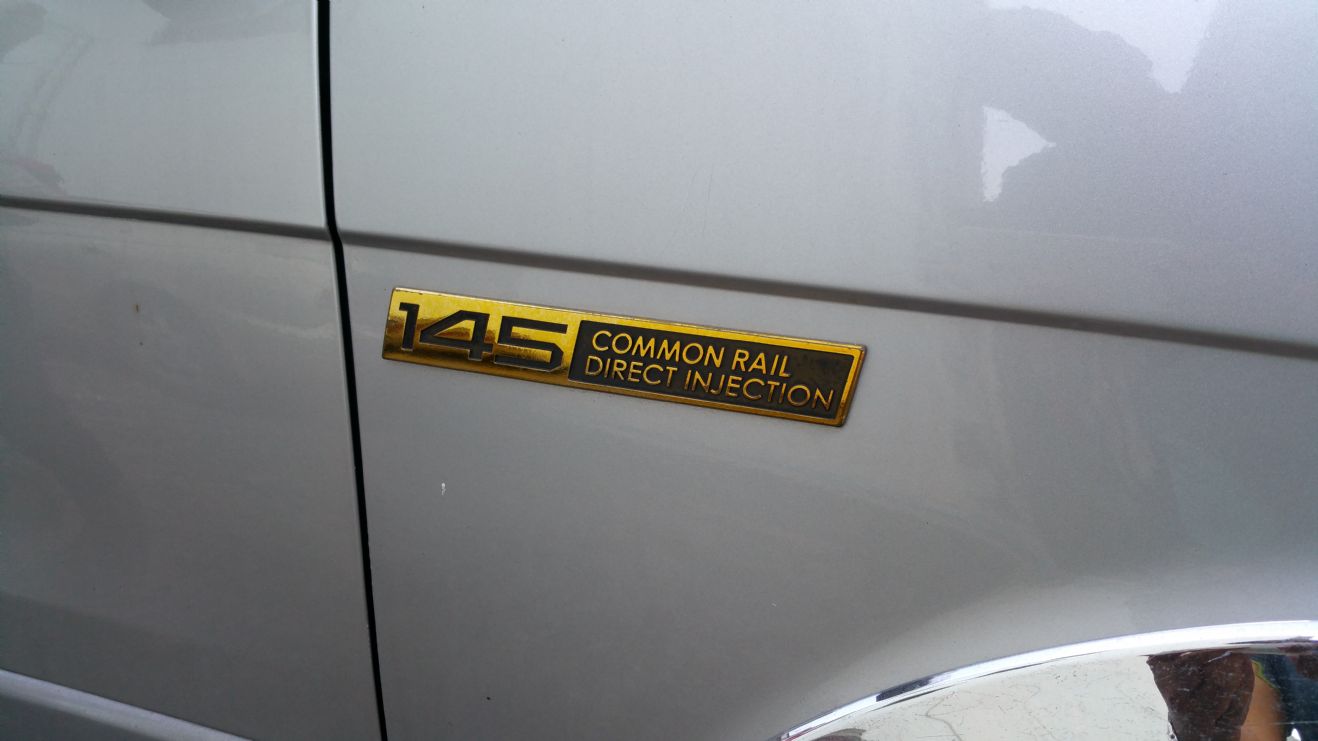 145
COMMON RAIL
DIRECT INJECTION